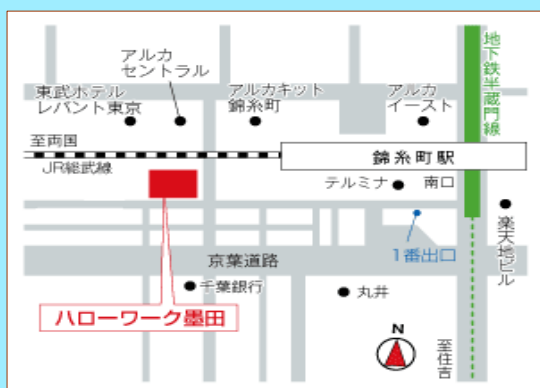 アルカ
セントラル
東武ホテル
レバント東京
アルカキット
錦糸町
アルカ
イースト
地下鉄半蔵門線
至両国
JR総武線
錦糸町駅
テルミナ
南口
楽天地ビル
1番出口
京葉道路
千葉銀行
丸井
ハローワーク墨田
N
至住吉